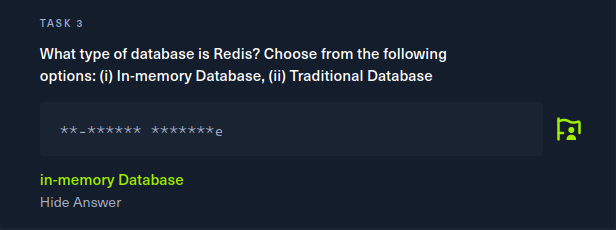 TASK 3
What type of database is Redis? Choose from the following
options: (i) In-memory Database, (ii) Traditional Database
**-****** *******e
in-memory Database
Hide Answer